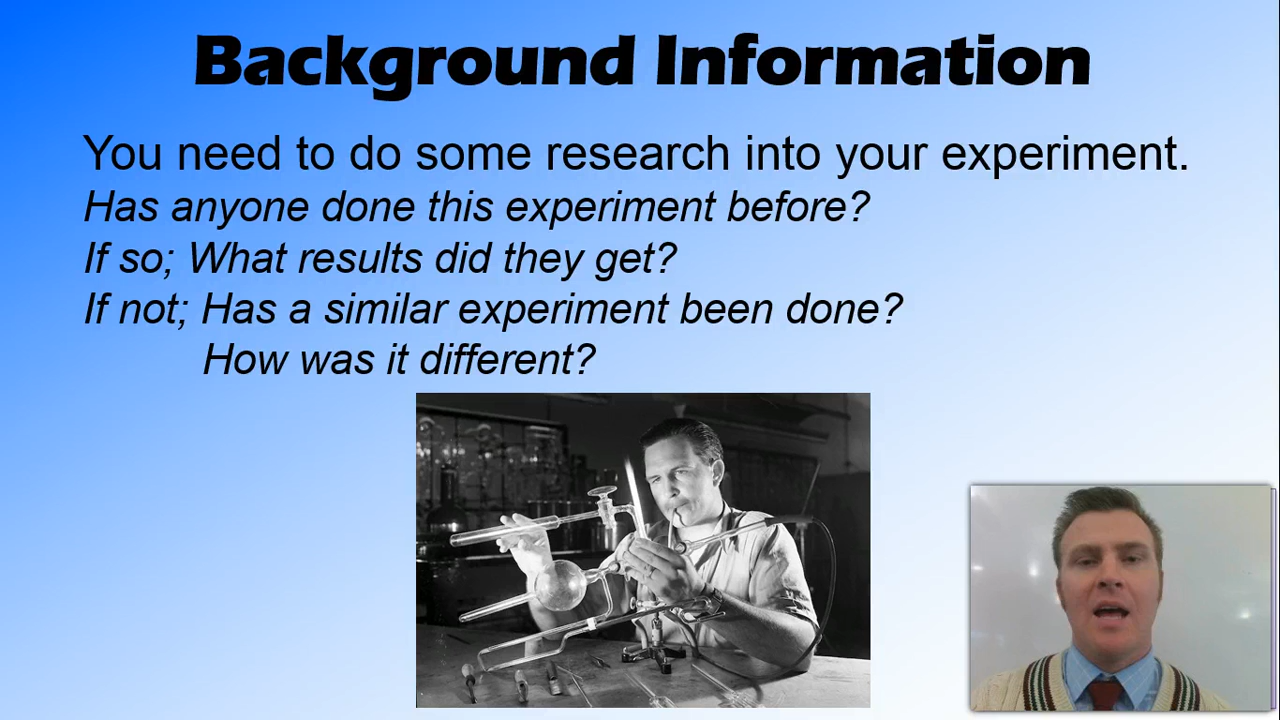 Background Information
You need to do some research into your experiment.
Has anyone done this experiment before?
If so; What results did they get?
If not; Has a similar experiment been done?
How was it different?